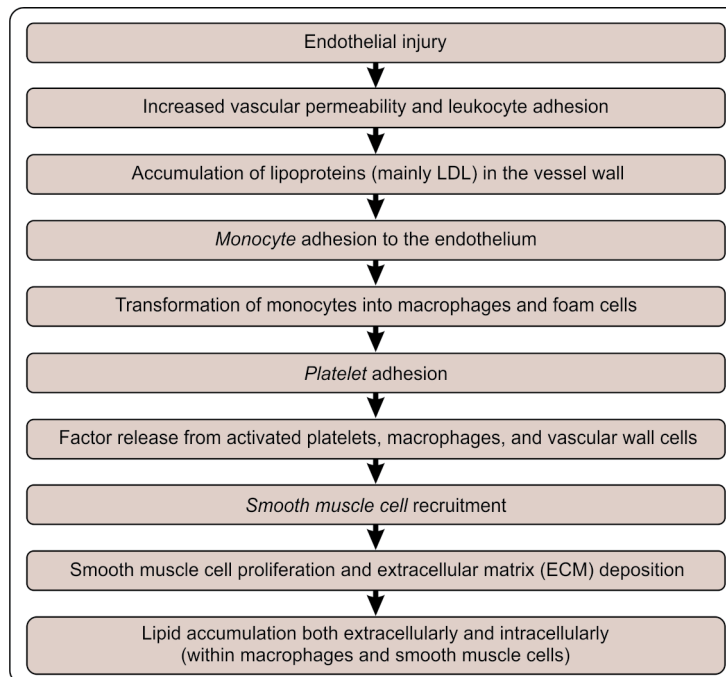 Endothelial injury
Increased vascular permeability and leukocyte adhesion
Accumulation of lipoproteins (mainly LDL) in the vessel wall
Monocyte adhesion to the endothelium
Transformation of monocytes into macrophages and foam cells
Platelet adhesion
Factor release from activated platelets, macrophages, and vascular wall cells
Smooth muscle cell recruitment
Smooth muscle cell proliferation and extracellular matrix (ECM) deposition
Lipid accumulation both extracellularly and intracellularly
(within macrophages and smooth muscle cells)